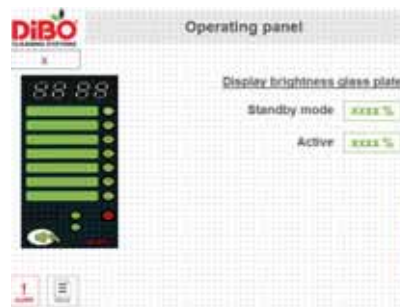 DiBO
CLEANING SYSTEMS
Operating panel
x
88 88
Display brightness glass plate
Standby mode xxxx %
Active xxxx %
!